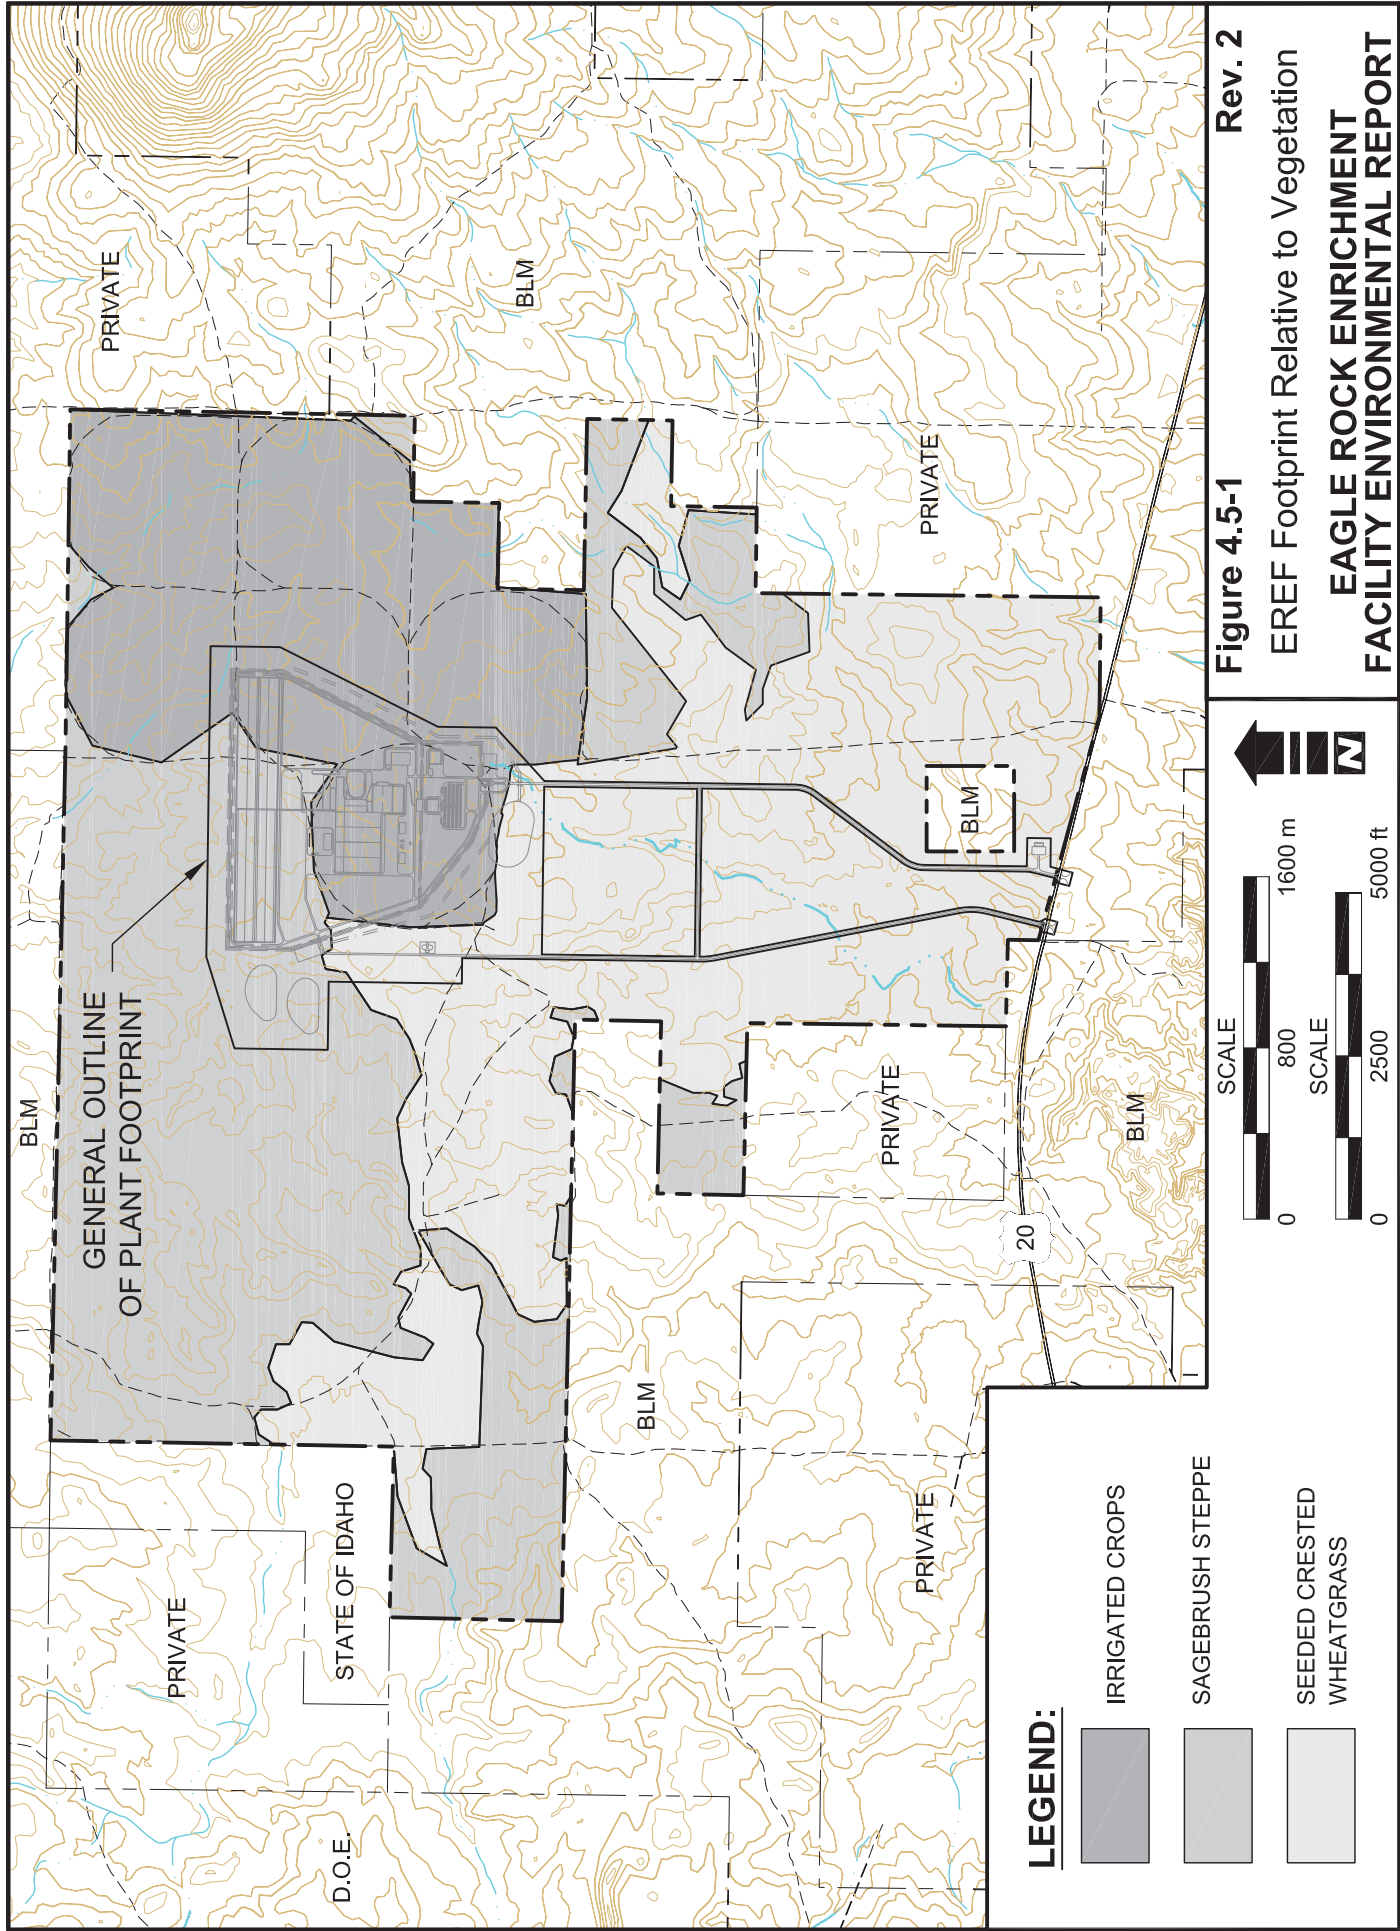 PRIVATE
BLM
PRIVATE
BLM
GENERAL OUTLINE
OF PLANT FOOTPRINT
BLM
PRIVATE
20
BLM
BLM
PRIVATE
STATE OF IDAHO
PRIVATE
D.O.E.
LEGEND:
IRRIGATED CROPS
SAGEBRUSH STEPPE
SEEDED CRESTED
WHEATGRASS
SCALE
0 800 1600 m
SCALE
0 2500 5000 ft
N
Figure 4.5-1 Rev. 2
EREF Footprint Relative to Vegetation
EAGLE ROCK ENRICHMENT
FACILITY ENVIRONMENTAL REPORT